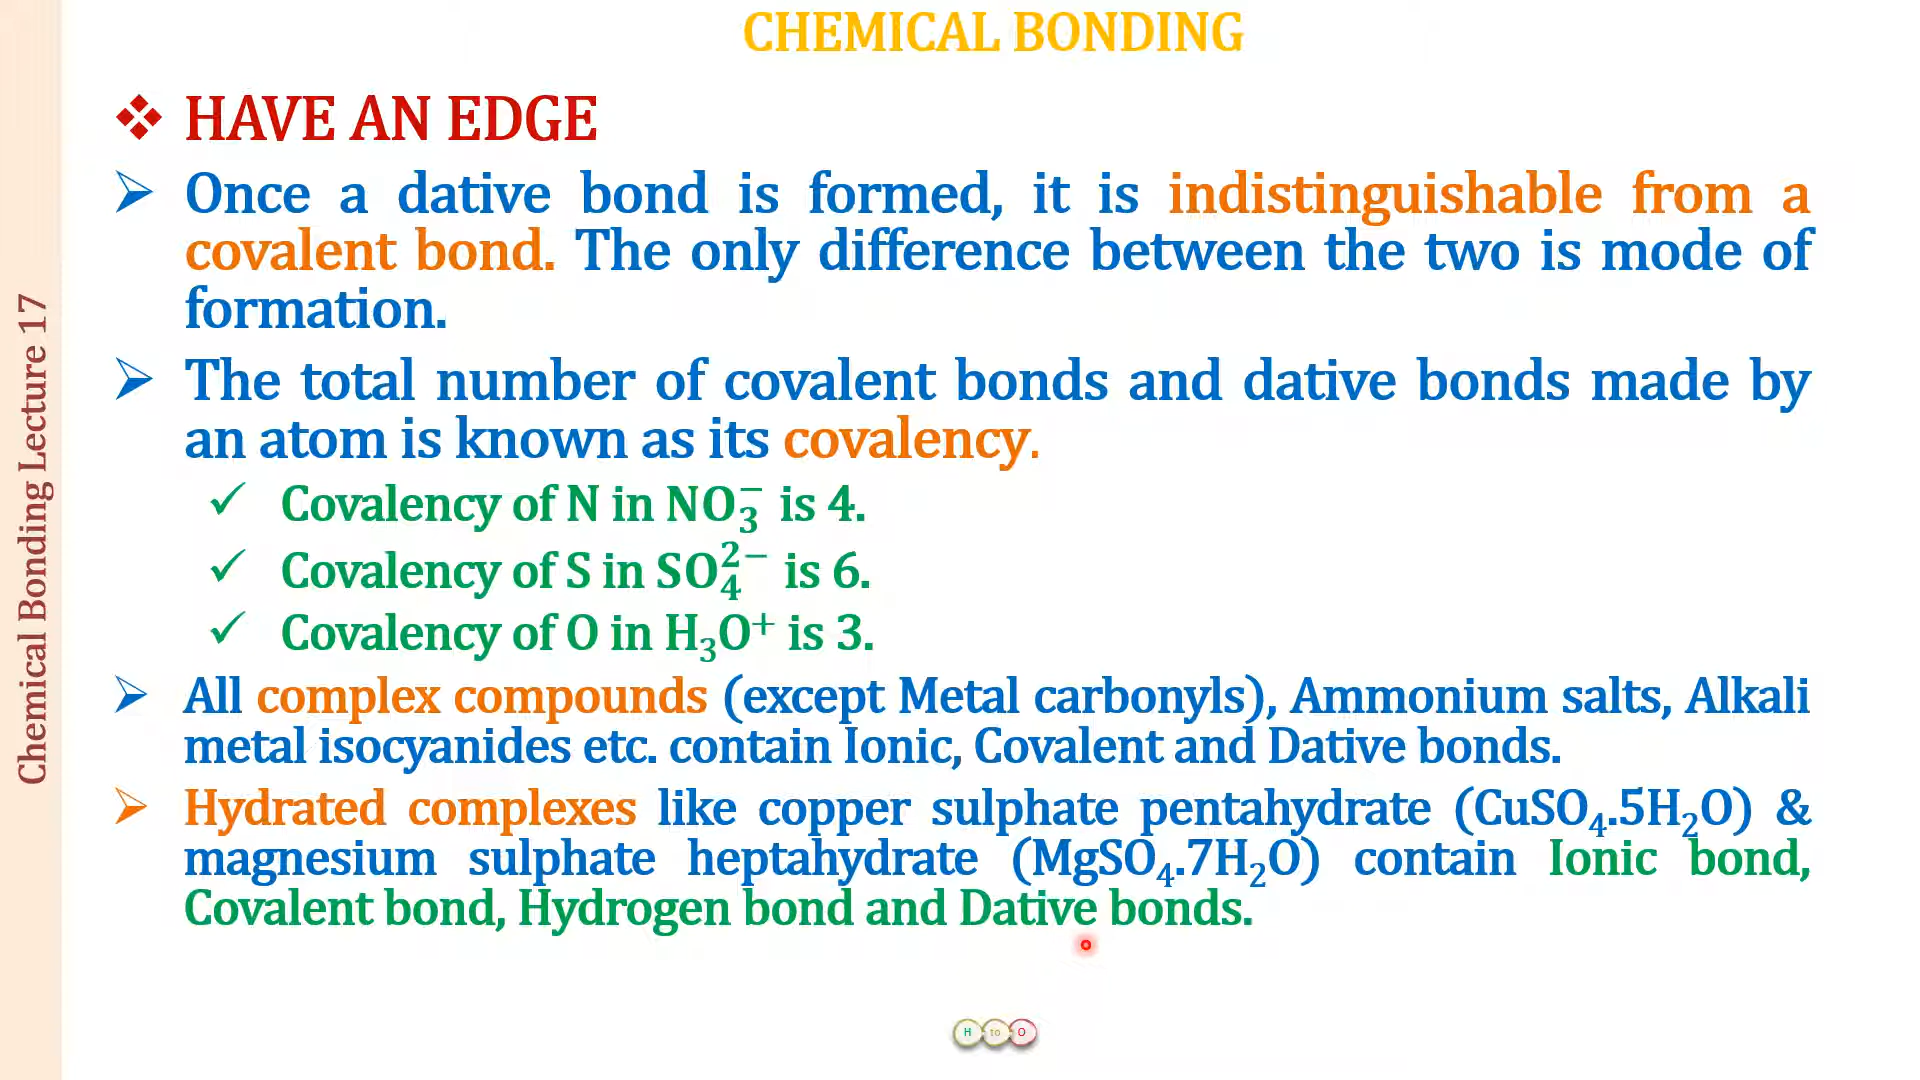 CHEMICAL BONDING
❖ HAVE AN EDGE
➢ Once a dative bond is formed, it is indistinguishable from a
covalent bond. The only difference between the two is mode of
formation.
➢ The total number of covalent bonds and dative bonds made by
an atom is known as its covalency.
✓ Covalency of N in NO₃⁻ is 4.
✓ Covalency of S in SO₄²⁻ is 6.
✓ Covalency of O in H₃O⁺ is 3.
➢ All complex compounds (except Metal carbonyls), Ammonium salts, Alkali
metal isocyanides etc. contain Ionic, Covalent and Dative bonds.
➢ Hydrated complexes like copper sulphate pentahydrate (CuSO₄.5H₂O) &
magnesium sulphate heptahydrate (MgSO₄.7H₂O) contain Ionic bond,
Covalent bond, Hydrogen bond and Dative bonds.
Chemical Bonding Lecture 17
H to O